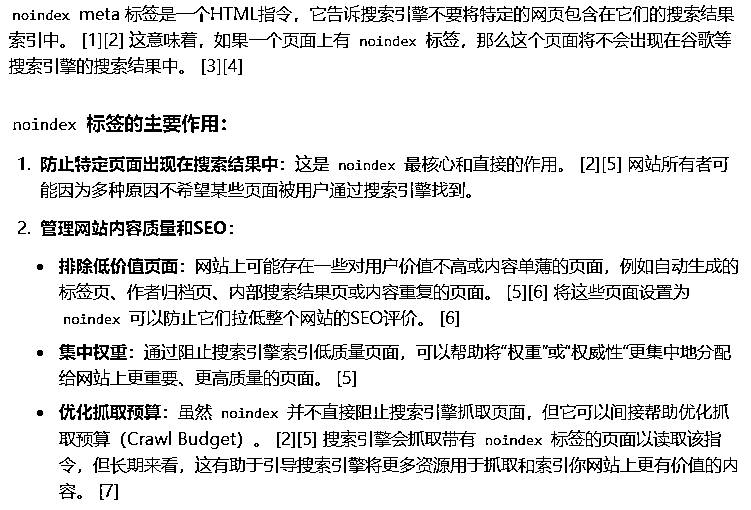 noindex meta 标签是一个HTML指令，它告诉搜索引擎不要将特定的网页包含在它们的搜索结果
索引中。 [1][2] 这意味着，如果一个页面上有 noindex 标签，那么这个页面将不会出现在谷歌等
搜索引擎的搜索结果中。 [3][4]
noindex 标签的主要作用：
1. 防止特定页面出现在搜索结果中：这是 noindex 最核心和直接的作用。 [2][5] 网站所有者可
能因为多种原因不希望某些页面被用户通过搜索引擎找到。
2. 管理网站内容质量和SEO：
• 排除低价值页面：网站上可能存在一些对用户价值不高或内容单薄的页面，例如自动生成的
标签页、作者归档页、内部搜索结果页或内容重复的页面。 [5][6] 将这些页面设置为
noindex 可以防止它们拉低整个网站的SEO评价。 [6]
• 集中权重：通过阻止搜索引擎索引低质量页面，可以帮助将“权重”或“权威性”更集中地分配
给网站上更重要、更高质量的页面。 [5]
• 优化抓取预算：虽然 noindex 并不直接阻止搜索引擎抓取页面，但它可以间接帮助优化抓
取预算（Crawl Budget）。 [2][5] 搜索引擎会抓取带有 noindex 标签的页面以读取该指
令，但长期来看，这有助于引导搜索引擎将更多资源用于抓取和索引你网站上更有价值的内
容。 [7]